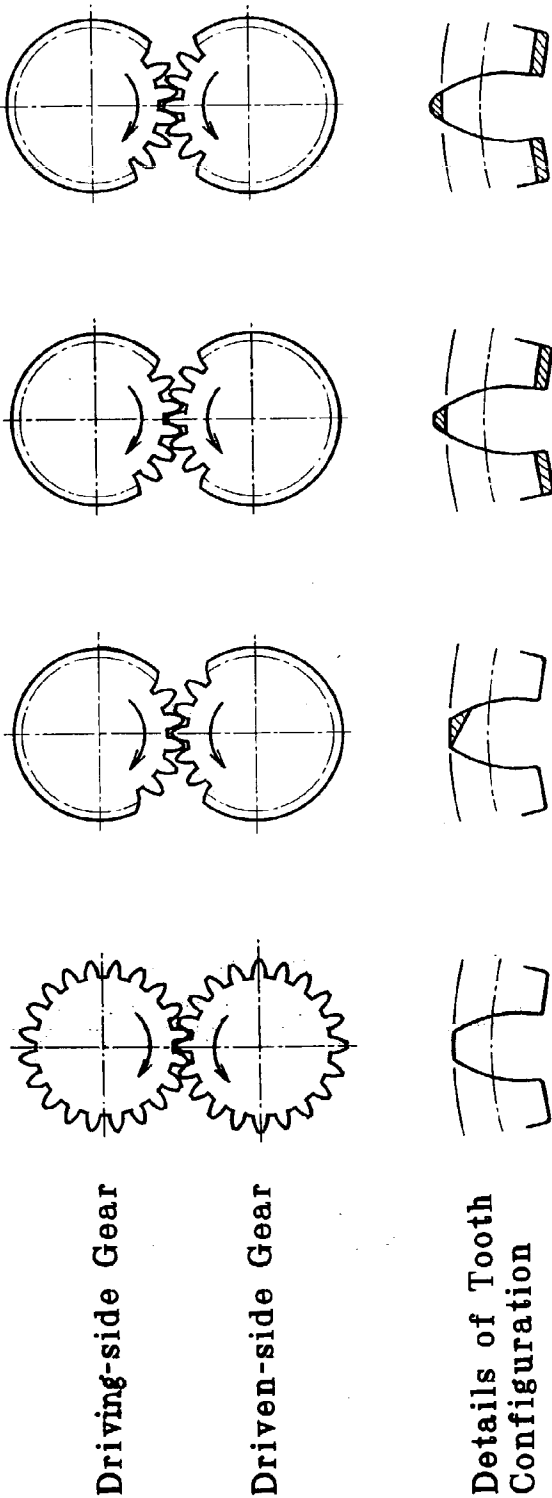 Driving-side Gear
Driven-side Gear
Details of Tooth
Configuration